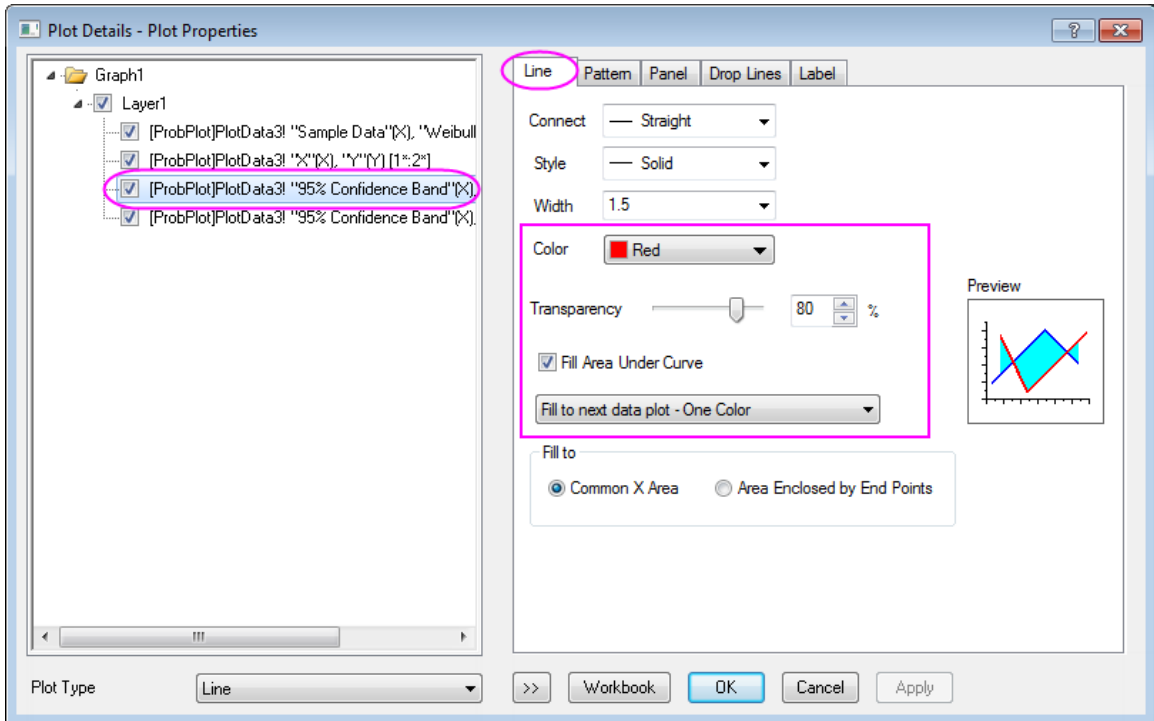 Plot Details - Plot Properties
Graph1
Layer1
[ProbPlot]PlotData3! "Sample Data"(X), "Weibull
[ProbPlot]PlotData3! "X"(X), "Y"(Y) [1*:2*]
[ProbPlot]PlotData3! "95% Confidence Band"(X),
[ProbPlot]PlotData3! "95% Confidence Band"(X),
Plot Type
Line
Line Pattern Panel Drop Lines Label
Connect Straight
Style Solid
Width 1.5
Color Red
Transparency 80 %
Fill Area Under Curve
Fill to next data plot - One Color
Fill to
Common X Area Area Enclosed by End Points
Preview
>> Workbook OK Cancel Apply